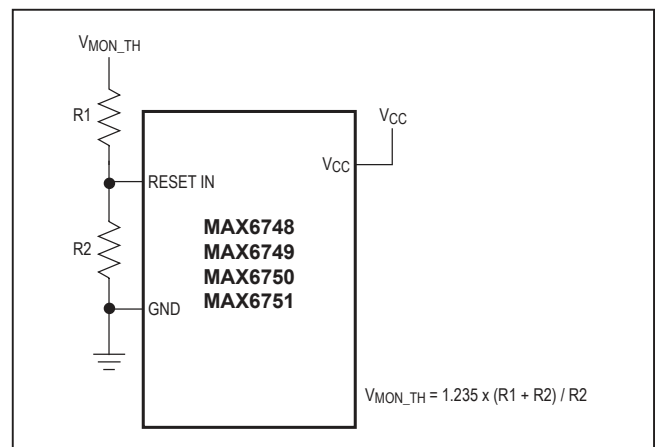 VMON_TH
R1
VCC
VCC
RESET IN
R2
MAX6748
MAX6749
MAX6750
MAX6751
GND
VMON_TH = 1.235 x (R1 + R2) / R2